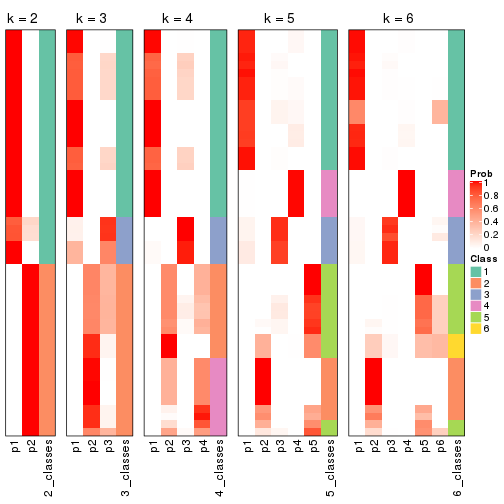 k = 2
k = 3
k = 4
k = 5
k = 6
p1
p2
2_classes
p1
p2
p3
3_classes
p1
p2
p3
p4
4_classes
p1
p2
p3
p4
p5
5_classes
p1
p2
p3
p4
p5
p6
6_classes
Prob
1
0.8
0.6
0.4
0.2
0
Class
1
2
3
4
5
6